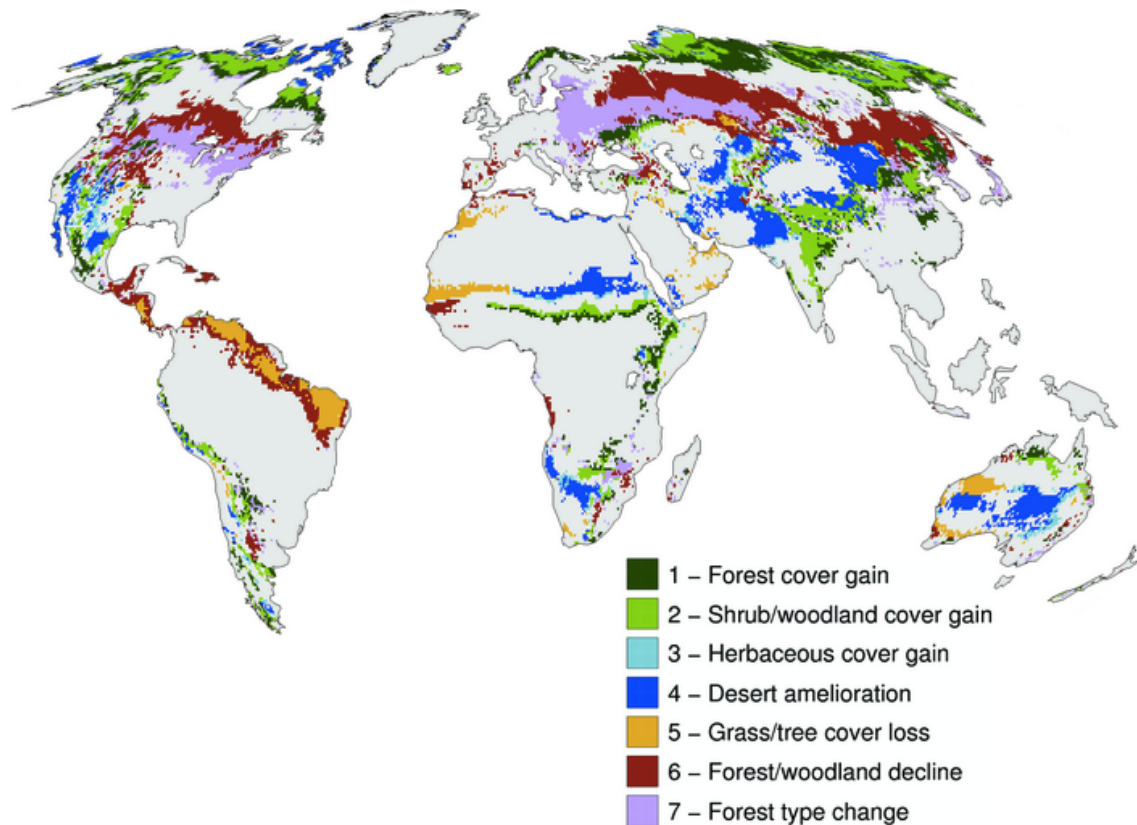 1 – Forest cover gain
2 – Shrub/woodland cover gain
3 – Herbaceous cover gain
4 – Desert amelioration
5 – Grass/tree cover loss
6 – Forest/woodland decline
7 – Forest type change